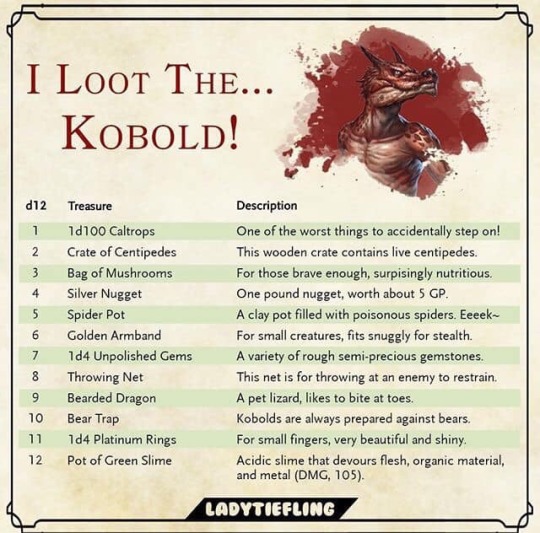 I Loot The...
Kobold!
d12 Treasure Description
1 1d100 Caltrops One of the worst things to accidentally step on!
2 Crate of Centipedes This wooden crate contains live centipedes.
3 Bag of Mushrooms For those brave enough, surpisingly nutritious.
4 Silver Nugget One pound nugget, worth about 5 GP.
5 Spider Pot A clay pot filled with poisonous spiders. Eeeek~
6 Golden Armband For small creatures, fits snuggly for stealth.
7 1d4 Unpolished Gems A variety of rough semi-precious gemstones.
8 Throwing Net This net is for throwing at an enemy to restrain.
9 Bearded Dragon A pet lizard, likes to bite at toes.
10 Bear Trap Kobolds are always prepared against bears.
11 1d4 Platinum Rings For small fingers, very beautiful and shiny.
12 Pot of Green Slime Acidic slime that devours flesh, organic material,
and metal (DMG, 105).
LADYTIEFLING